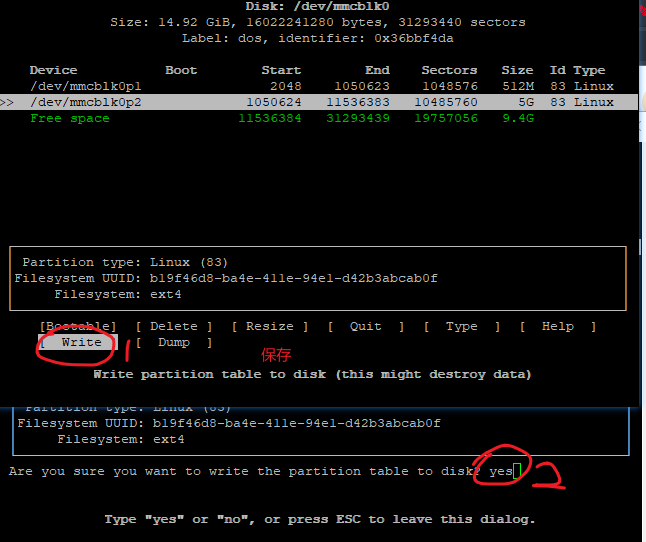 Disk: /dev/mmcblk0
Size: 14.92 GiB, 16022241280 bytes, 31293440 sectors
Label: dos, identifier: 0x36bbf4da
Device Boot Start End Sectors Size Id Type
/dev/mmcblk0p1 2048 1050623 1048576 512M 83 Linux
>> /dev/mmcblk0p2 1050624 11536383 10485760 5G 83 Linux
Free space 11536384 31293439 19757056 9.4G
Partition type: Linux (83)
Filesystem UUID: b19f46d8-ba4e-411e-94e1-d42b3abcab0f
Filesystem: ext4
[Bootable] [ Delete ] [ Resize ] [ Quit ] [ Type ] [ Help ]
[ Write ] 1 [ Dump ]
保存
Write partition table to disk (this might destroy data)
Partition type: Linux (83)
Filesystem UUID: b19f46d8-ba4e-411e-94e1-d42b3abcab0f
Filesystem: ext4
Are you sure you want to write the partition table to disk? yes
2
Type "yes" or "no", or press ESC to leave this dialog.